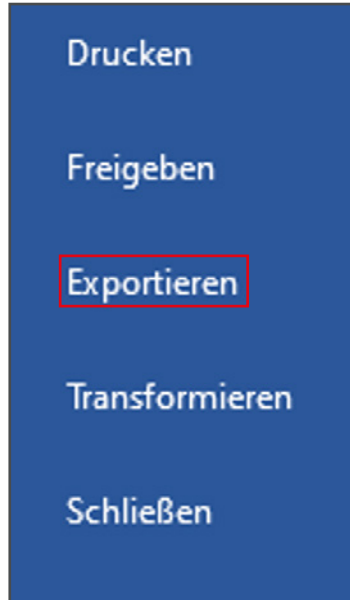 Drucken
Freigeben
Exportieren
Transformieren
Schließen